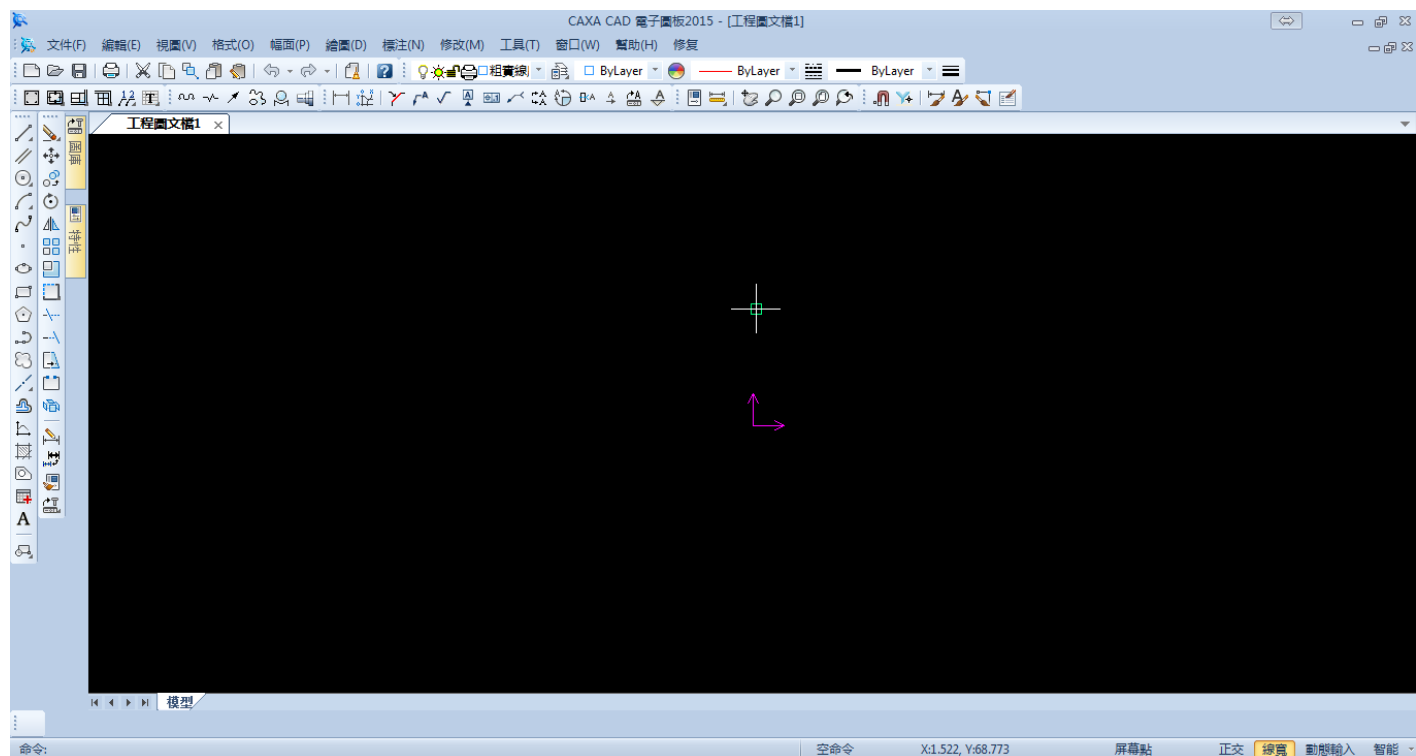 CAXA CAD 電子圖板2015 - [工程圖文檔1]
文件(F) 編輯(E) 視圖(V) 格式(O) 幅面(P) 繪圖(D) 標注(N) 修改(M) 工具(T) 窗口(W) 幫助(H) 修复
粗實線 ByLayer ByLayer ByLayer
工程圖文檔1
圖庫
特性
A
模型
命令: 空命令 X:1.522, Y:68.773 屏幕點 正交 線寬 動態輸入 智能